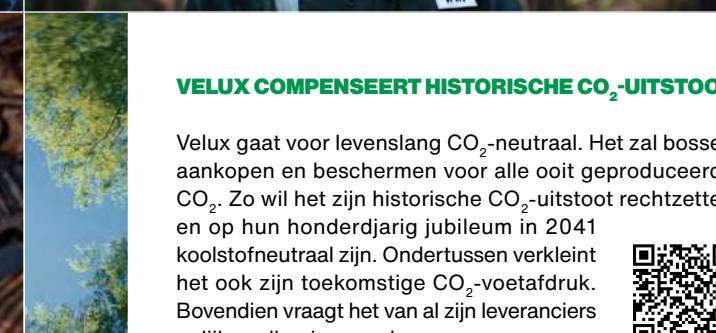 VELUX COMPENSEERT HISTORISCHE CO₂-UITSTOO
Velux gaat voor levenslang CO₂-neutraal. Het zal bosse
aankopen en beschermen voor alle ooit geproduceerd
CO₂. Zo wil het zijn historische CO₂-uitstoot rechtzette
en op hun honderdjarig jubileum in 2041
koolstofneutraal zijn. Ondertussen verkleint
het ook zijn toekomstige CO₂-voetafdruk.
Bovendien vraagt het van al zijn leveranciers